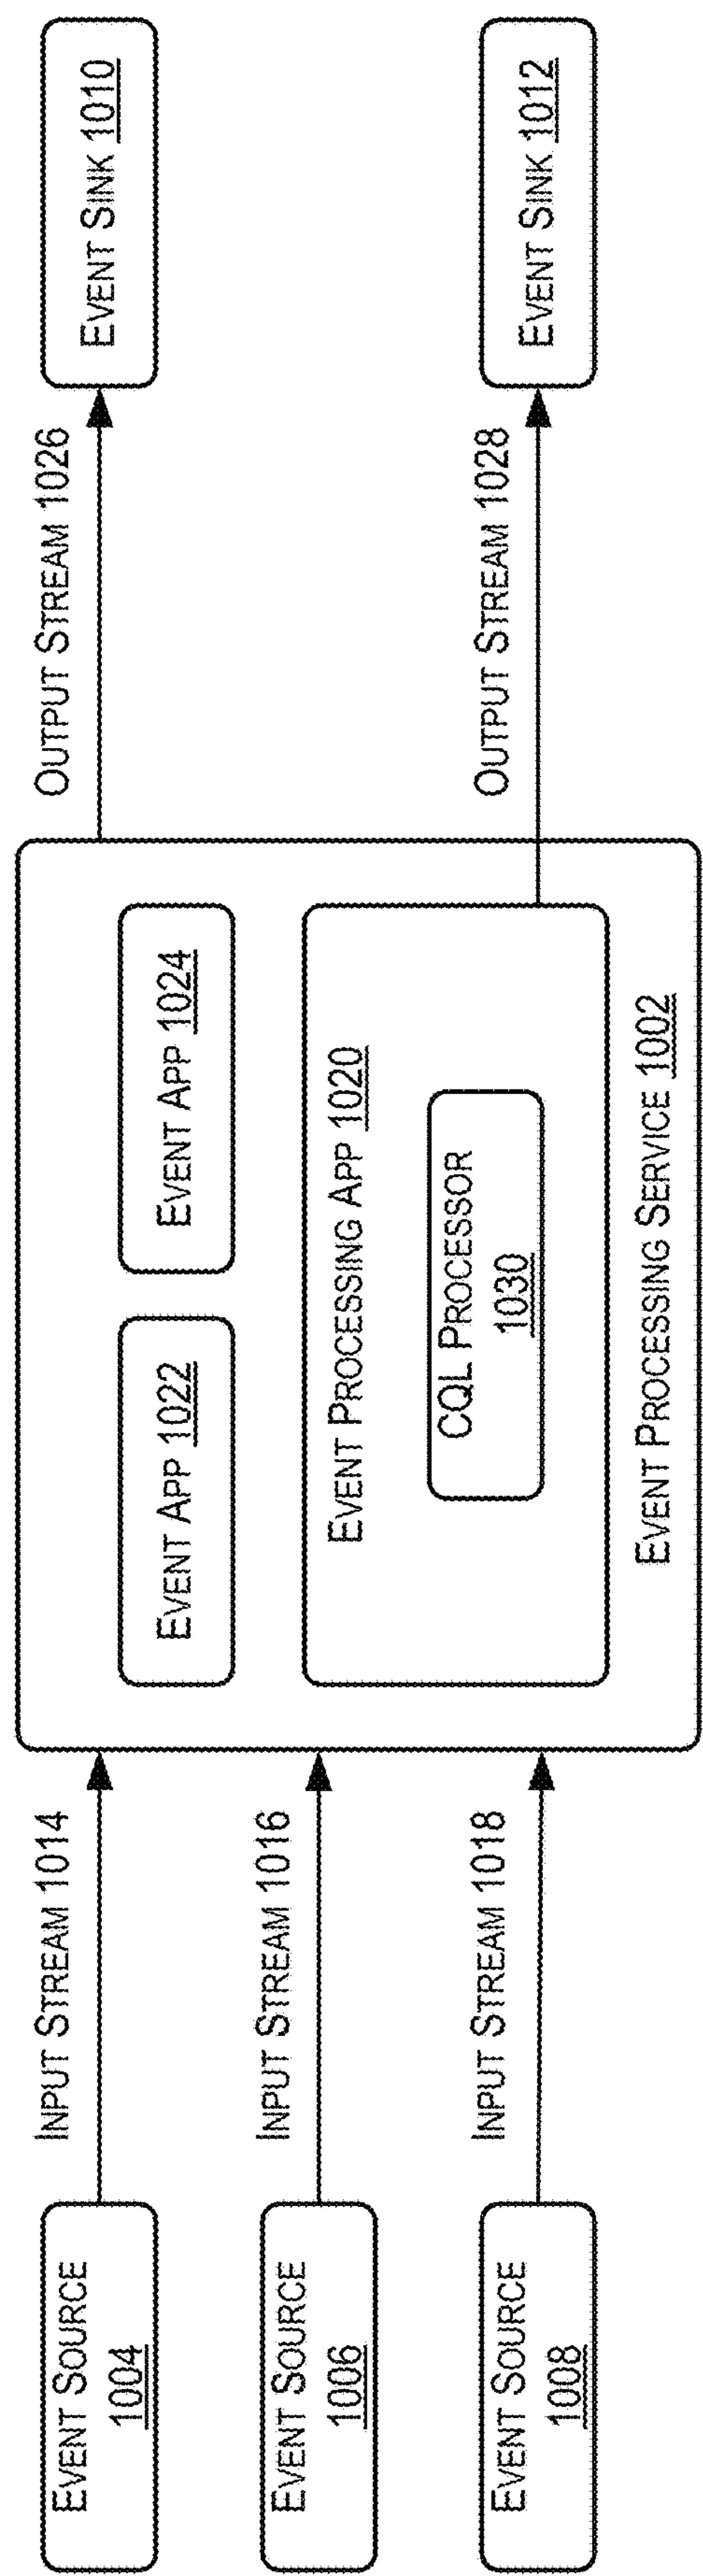 EVENT SOURCE
1004
EVENT SOURCE
1006
EVENT SOURCE
1008
INPUT STREAM 1014
INPUT STREAM 1016
INPUT STREAM 1018
EVENT APP 1022
EVENT APP 1024
EVENT PROCESSING APP 1020
CQL PROCESSOR
1030
EVENT PROCESSING SERVICE 1002
OUTPUT STREAM 1026
OUTPUT STREAM 1028
EVENT SINK 1010
EVENT SINK 1012